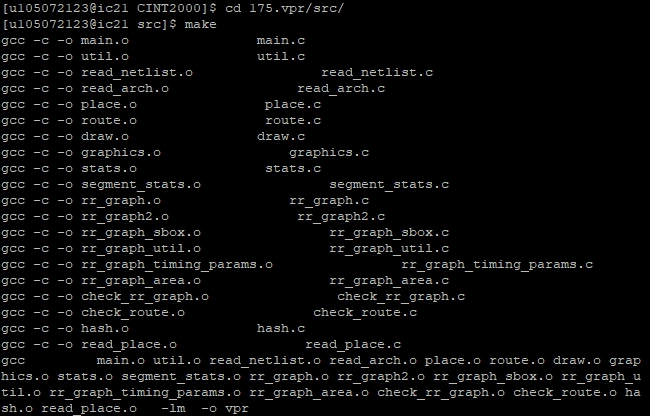 [u105072123@ic21 CINT2000]$ cd 175.vpr/src/
[u105072123@ic21 src]$ make
gcc -c -o main.o                  main.c
gcc -c -o util.o                  util.c
gcc -c -o read_netlist.o                  read_netlist.c
gcc -c -o read_arch.o                  read_arch.c
gcc -c -o place.o                  place.c
gcc -c -o route.o                  route.c
gcc -c -o draw.o                  draw.c
gcc -c -o graphics.o                  graphics.c
gcc -c -o stats.o                  stats.c
gcc -c -o segment_stats.o                  segment_stats.c
gcc -c -o rr_graph.o                  rr_graph.c
gcc -c -o rr_graph2.o                  rr_graph2.c
gcc -c -o rr_graph_sbox.o                  rr_graph_sbox.c
gcc -c -o rr_graph_util.o                  rr_graph_util.c
gcc -c -o rr_graph_timing_params.o                  rr_graph_timing_params.c
gcc -c -o rr_graph_area.o                  rr_graph_area.c
gcc -c -o check_rr_graph.o                  check_rr_graph.c
gcc -c -o check_route.o                  check_route.c
gcc -c -o hash.o                  hash.c
gcc -c -o read_place.o                  read_place.c
gcc         main.o util.o read_netlist.o read_arch.o place.o route.o draw.o grap
hics.o stats.o segment_stats.o rr_graph.o rr_graph2.o rr_graph_sbox.o rr_graph_u
til.o rr_graph_timing_params.o rr_graph_area.o check_rr_graph.o check_route.o ha
sh.o read_place.o   -lm  -o vpr